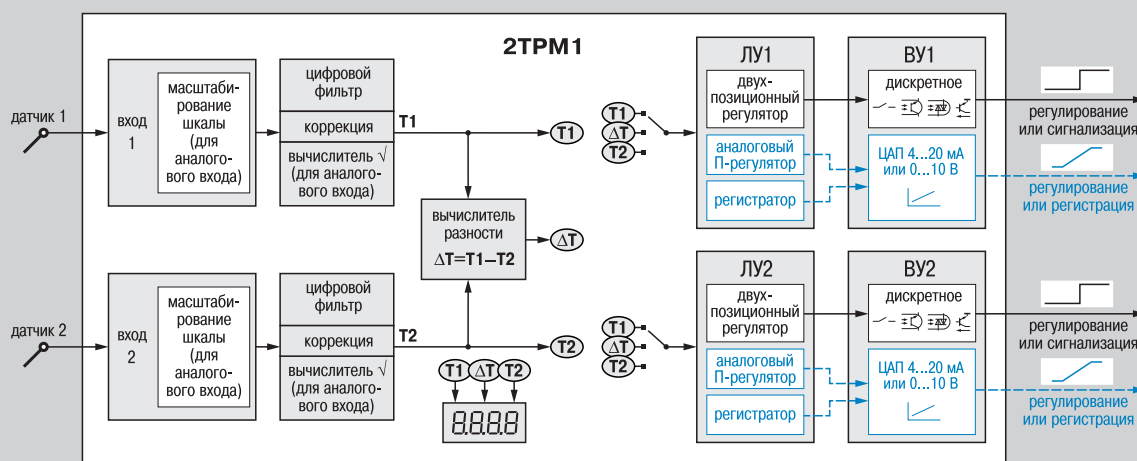 2ТРМ1
датчик 1
вход
1
масштаби-
рование
шкалы
(для
аналого-
вого входа)
цифровой
фильтр
коррекция
вычислитель √
(для аналого-
вого входа)
T1
T1
вычислитель
разности
ΔT=T1–T2
ΔT
датчик 2
вход
2
масштаби-
рование
шкалы
(для
аналого-
вого входа)
цифровой
фильтр
коррекция
вычислитель √
(для аналого-
вого входа)
T2
T2
T1 ΔT T2
8.8.8.8
T1
ΔT
T2
ЛУ1
двух-
позиционный
регулятор
аналоговый
П-регулятор
регистратор
ВУ1
дискретное
ЦАП 4...20 мА
или 0...10 В
регулирование
или сигнализация
регулирование
или регистрация
T1
ΔT
T2
ЛУ2
двух-
позиционный
регулятор
аналоговый
П-регулятор
регистратор
ВУ2
дискретное
ЦАП 4...20 мА
или 0...10 В
регулирование
или сигнализация
регулирование
или регистрация